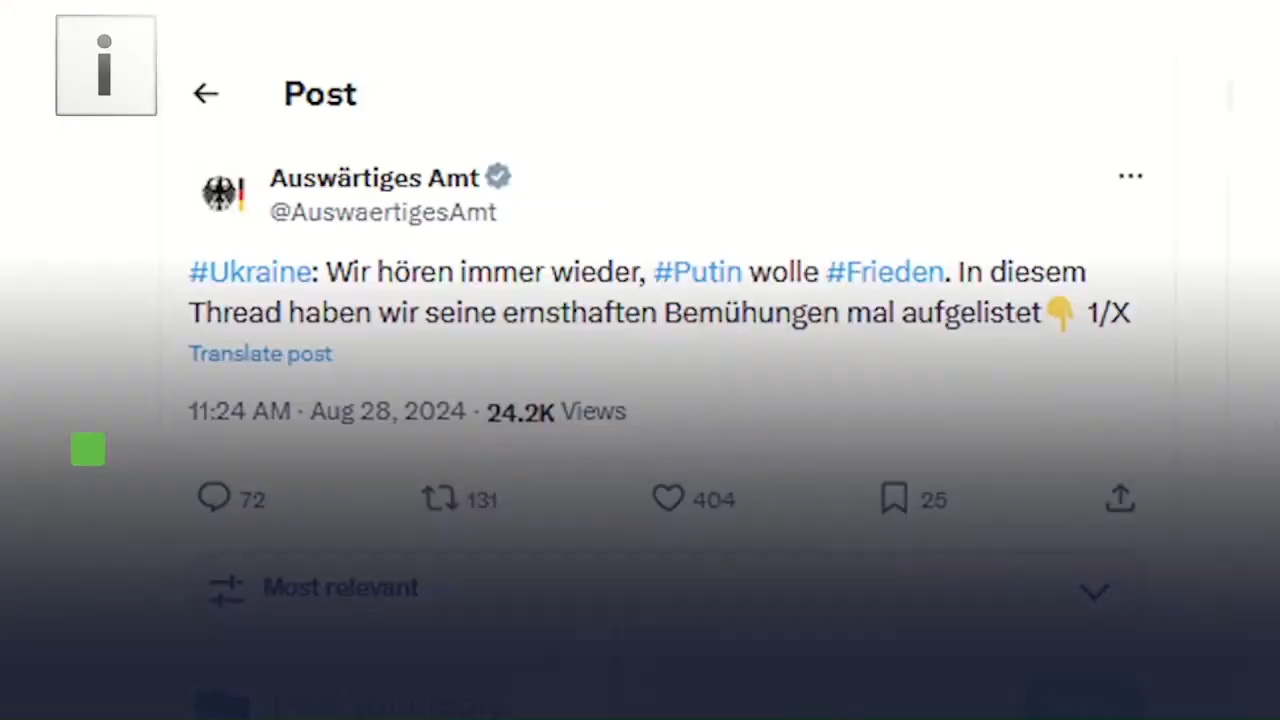 i
Post
Auswärtiges Amt
@AuswaertigesAmt
#Ukraine: Wir hören immer wieder, #Putin wolle #Frieden. In diesem
Thread haben wir seine ernsthaften Bemühungen mal aufgelistet👇 1/X
Translate post
11:24 AM · Aug 28, 2024 · 24.2K Views
72 131 404 25
Most relevant